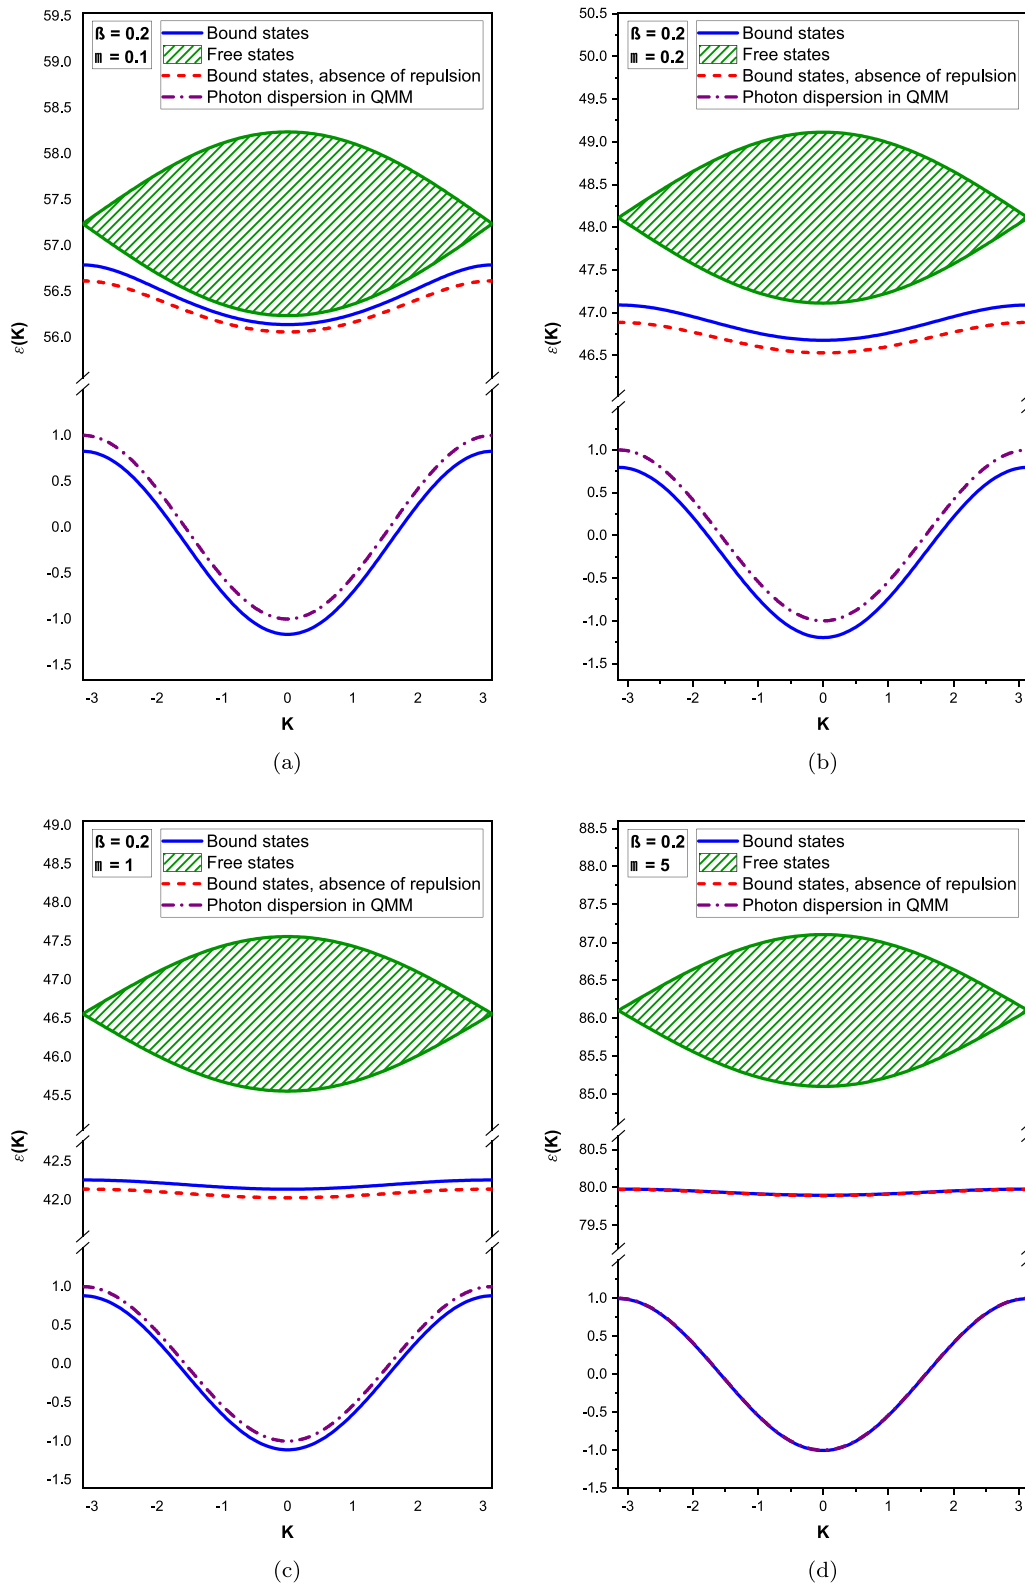 ß = 0.2
m = 0.1
Bound states
Free states
Bound states, absence of repulsion
Photon dispersion in QMM
59.5
59.0
58.5
58.0
57.5
57.0
56.5
56.0
1.0
0.5
0.0
-0.5
-1.0
-1.5
ε(K)
-3 -2 -1 0 1 2 3
K
(a)
ß = 0.2
m = 0.2
Bound states
Free states
Bound states, absence of repulsion
Photon dispersion in QMM
50.5
50.0
49.5
49.0
48.5
48.0
47.5
47.0
46.5
1.0
0.5
0.0
-0.5
-1.0
-1.5
ε(K)
-3 -2 -1 0 1 2 3
K
(b)
ß = 0.2
m = 1
Bound states
Free states
Bound states, absence of repulsion
Photon dispersion in QMM
49.0
48.5
48.0
47.5
47.0
46.5
46.0
45.5
42.5
42.0
1.0
0.5
0.0
-0.5
-1.0
-1.5
ε(K)
-3 -2 -1 0 1 2 3
K
(c)
ß = 0.2
m = 5
Bound states
Free states
Bound states, absence of repulsion
Photon dispersion in QMM
88.5
88.0
87.5
87.0
86.5
86.0
85.5
85.0
80.5
80.0
79.5
1.0
0.5
0.0
-0.5
-1.0
-1.5
ε(K)
-3 -2 -1 0 1 2 3
K
(d)